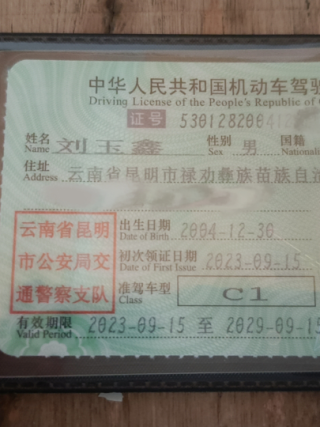 中华人民共和国机动车驾驶
Driving License of the People's Republic of
证号 530128200412
姓名 刘玉鑫 性别 男 国籍
Name Sex Nationali
住址 云南省昆明市禄劝彝族苗族自治
Address
云南省昆明
市公安局交
通警察支队
出生日期 2004-12-30
Date of Birth
初次领证日期 2023-09-15
Date of First Issue
准驾车型 C1
Class
有效期限 2023-09-15 至 2029-09-15
Valid Period